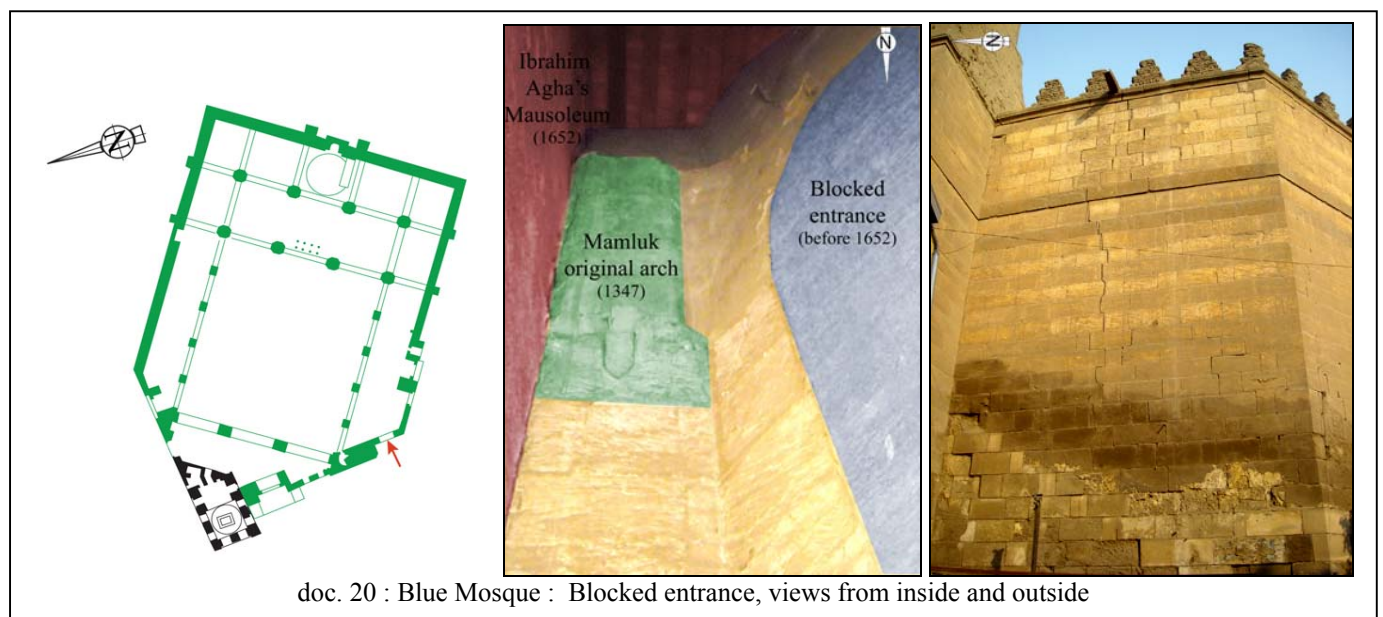 N
Ibrahim
Agha's
Mausoleum
(1652)
Mamluk
original arch
(1347)
Blocked
entrance
(before 1652)
N
N
doc. 20 : Blue Mosque : Blocked entrance, views from inside and outside